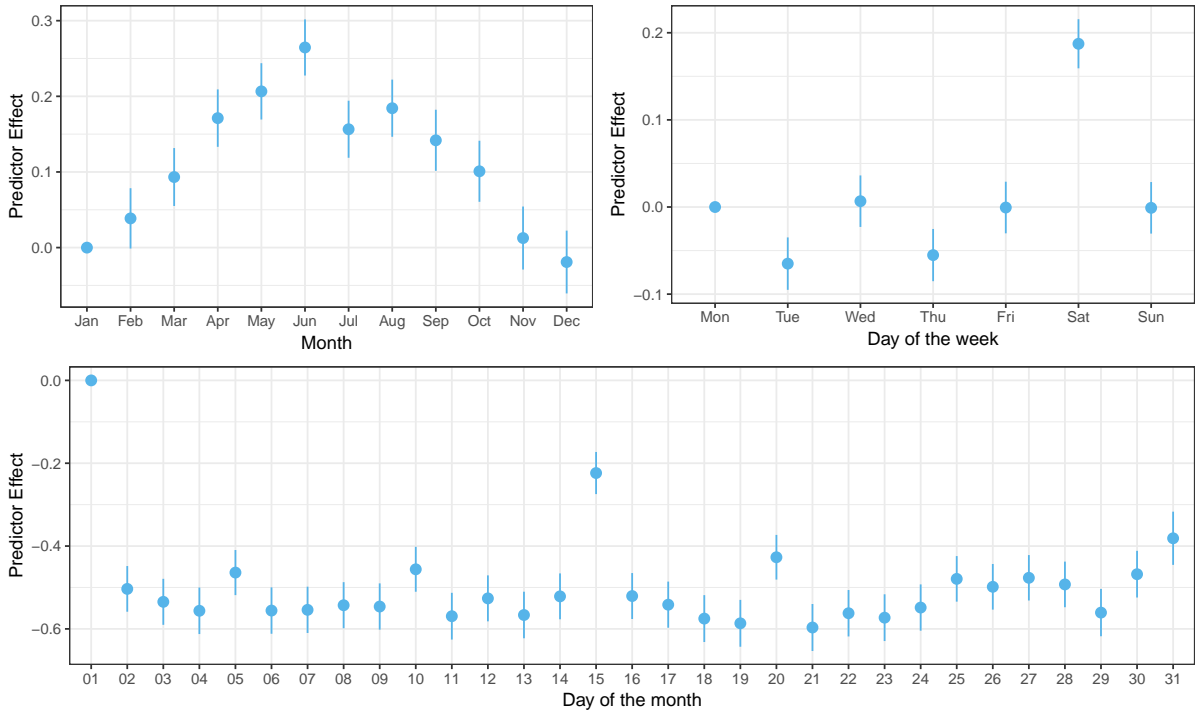 Predictor Effect
0.3
0.2
0.1
0.0
Jan Feb Mar Apr May Jun Jul Aug Sep Oct Nov Dec
Month
Predictor Effect
0.2
0.1
0.0
−0.1
Mon Tue Wed Thu Fri Sat Sun
Day of the week
Predictor Effect
0.0
−0.2
−0.4
−0.6
01 02 03 04 05 06 07 08 09 10 11 12 13 14 15 16 17 18 19 20 21 22 23 24 25 26 27 28 29 30 31
Day of the month